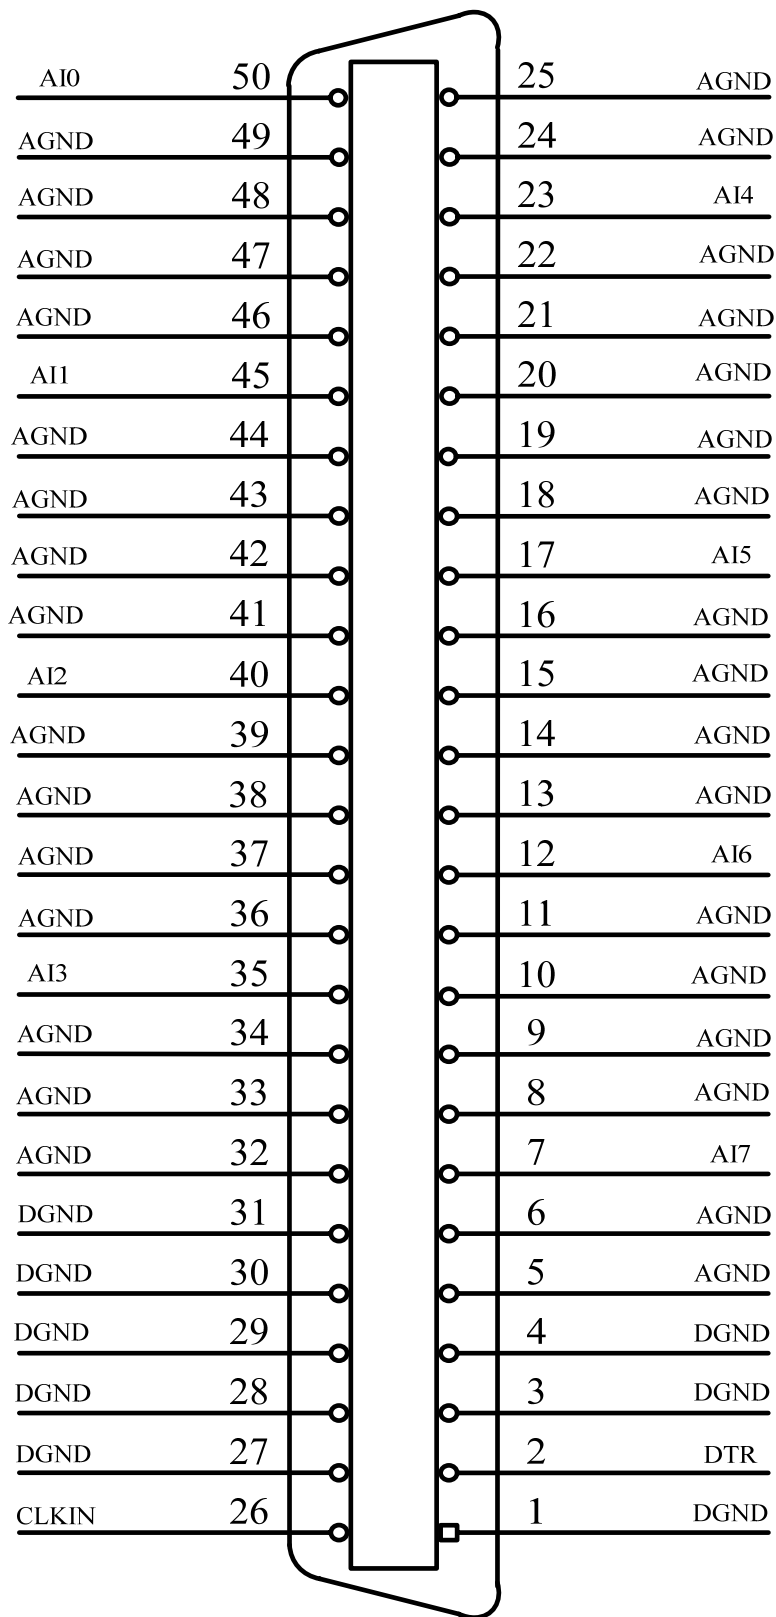 AI0 50 25 AGND
AGND 49 24 AGND
AGND 48 23 AI4
AGND 47 22 AGND
AGND 46 21 AGND
AI1 45 20 AGND
AGND 44 19 AGND
AGND 43 18 AGND
AGND 42 17 AI5
AGND 41 16 AGND
AI2 40 15 AGND
AGND 39 14 AGND
AGND 38 13 AGND
AGND 37 12 AI6
AGND 36 11 AGND
AI3 35 10 AGND
AGND 34 9 AGND
AGND 33 8 AGND
AGND 32 7 AI7
DGND 31 6 AGND
DGND 30 5 AGND
DGND 29 4 DGND
DGND 28 3 DGND
DGND 27 2 DTR
CLKIN 26 1 DGND